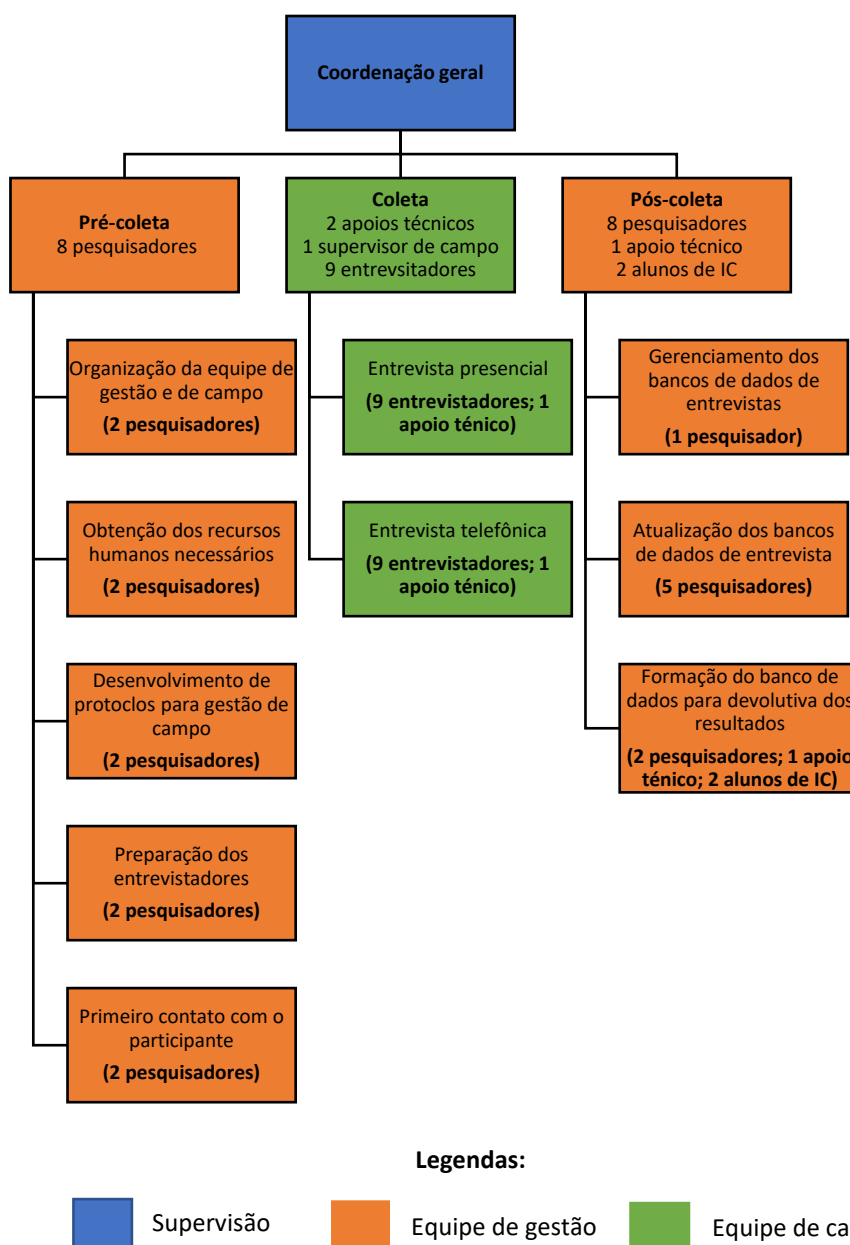 Coordenação geral
Pré-coleta
8 pesquisadores
Coleta
2 apoios técnicos
1 supervisor de campo
9 entrevsitadores
Pós-coleta
8 pesquisadores
1 apoio técnico
2 alunos de IC
Organização da equipe de
gestão e de campo
(2 pesquisadores)
Obtenção dos recursos
humanos necessários
(2 pesquisadores)
Desenvolvimento de
protoclos para gestão de
campo
(2 pesquisadores)
Preparação dos
entrevistadores
(2 pesquisadores)
Primeiro contato com o
participante
(2 pesquisadores)
Entrevista presencial
(9 entrevistadores; 1
apoio ténico)
Entrevista telefônica
(9 entrevistadores; 1
apoio ténico)
Gerenciamento dos
bancos de dados de
entrevistas
(1 pesquisador)
Atualização dos bancos
de dados de entrevista
(5 pesquisadores)
Formação do banco de
dados para devolutiva dos
resultados
(2 pesquisadores; 1 apoio
ténico; 2 alunos de IC)
Legendas:
Supervisão
Equipe de gestão
Equipe de ca